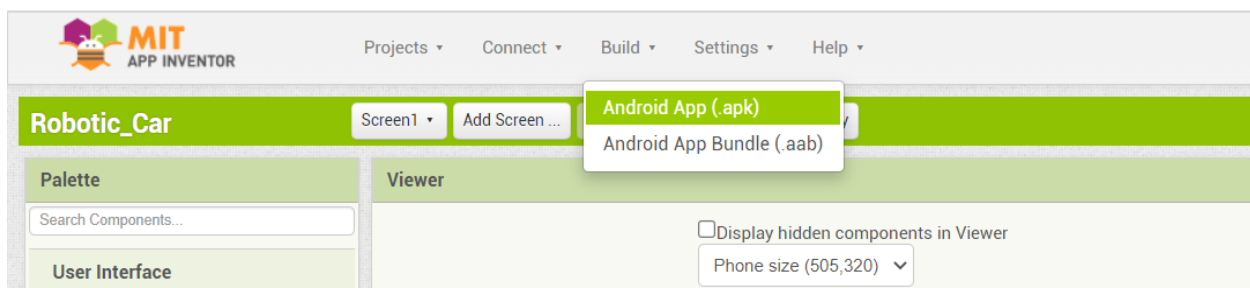 MIT
APP INVENTOR
Projects Connect Build Settings Help
Robotic_Car Screen1 Add Screen ...
Android App (.apk)
Android App Bundle (.aab)
Palette Viewer
Search Components...
Display hidden components in Viewer
User Interface
Phone size (505,320)